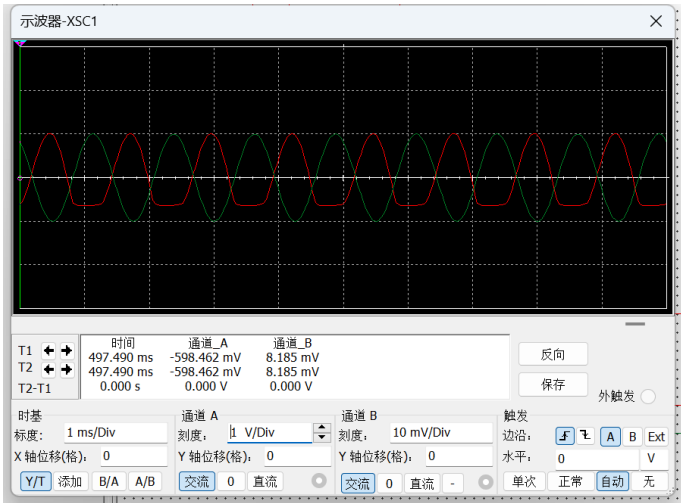 示波器-XSC1
时间 通道_A 通道_B
T1 497.490 ms -598.462 mV 8.185 mV
T2 497.490 ms -598.462 mV 8.185 mV
T2-T1 0.000 s 0.000 V 0.000 V
反向
保存
外触发
时基
标度： 1 ms/Div
X 轴位移(格)： 0
Y/T 添加 B/A A/B
通道 A
刻度： 1 V/Div
Y 轴位移(格)： 0
交流 0 直流
通道 B
刻度： 10 mV/Div
Y 轴位移(格)： 0
交流 0 直流 -
触发
边沿： A B Ext
水平： 0 V
单次 正常 自动 无